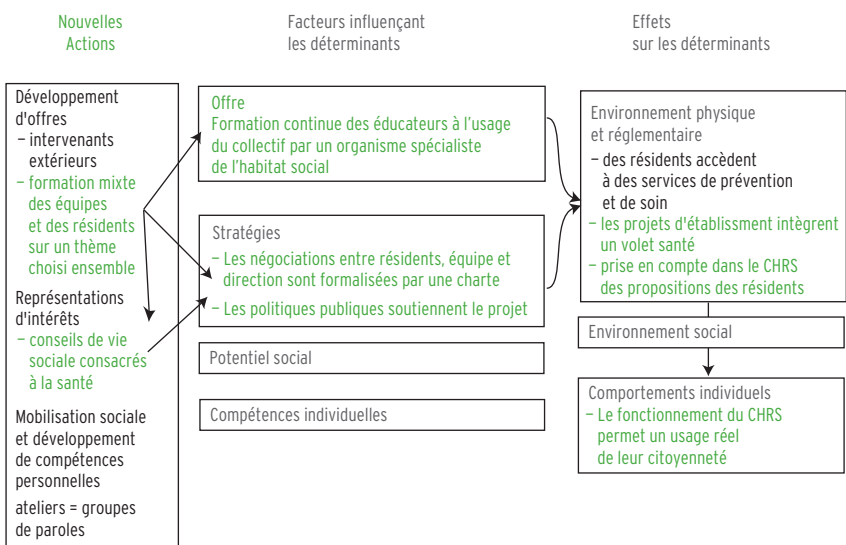 Nouvelles
Actions
Facteurs influençant
les déterminants
Effets
sur les déterminants
Développement
d'offres
– intervenants
extérieurs
– formation mixte
des équipes
et des résidents
sur un thème
choisi ensemble
Représentations
d'intérêts
– conseils de vie
sociale consacrés
à la santé
Mobilisation sociale
et développement
de compétences
personnelles
ateliers = groupes
de paroles
Offre
Formation continue des éducateurs à l'usage
du collectif par un organisme spécialiste
de l'habitat social
Stratégies
– Les négociations entre résidents, équipe et
direction sont formalisées par une charte
– Les politiques publiques soutiennent le projet
Potentiel social
Compétences individuelles
Environnement physique
et réglementaire
– des résidents accèdent
à des services de prévention
et de soin
– les projets d'établissment intègrent
un volet santé
– prise en compte dans le CHRS
des propositions des résidents
Environnement social
Comportements individuels
– Le fonctionnement du CHRS
permet un usage réel
de leur citoyenneté